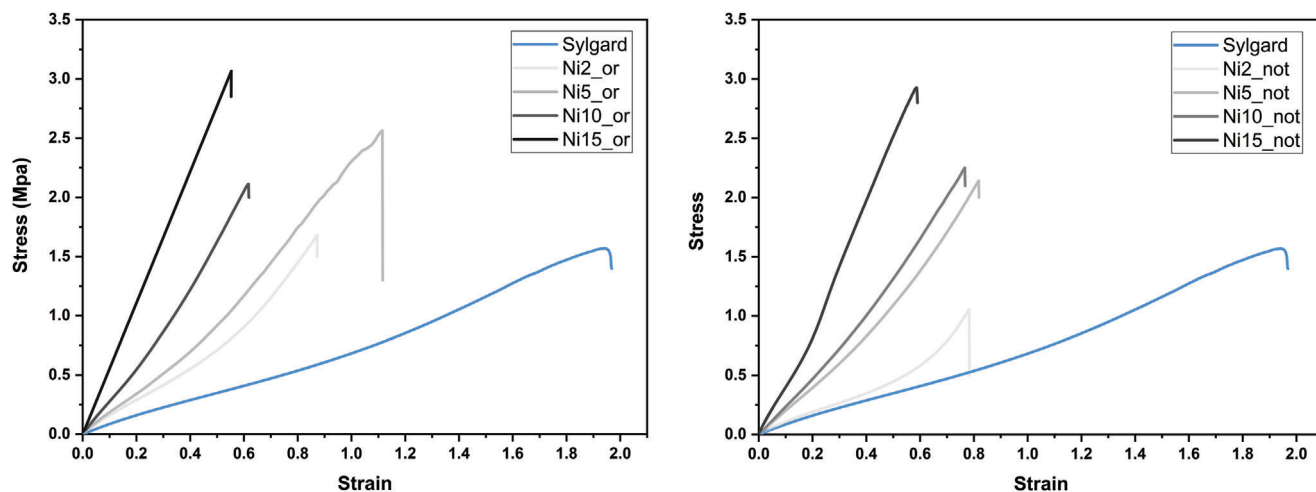 3.5
3.0
2.5
2.0
1.5
1.0
0.5
0.0
Stress (Mpa)
0.0 0.2 0.4 0.6 0.8 1.0 1.2 1.4 1.6 1.8 2.0
Strain
Sylgard
Ni2_or
Ni5_or
Ni10_or
Ni15_or
3.5
3.0
2.5
2.0
1.5
1.0
0.5
0.0
Stress
0.0 0.2 0.4 0.6 0.8 1.0 1.2 1.4 1.6 1.8 2.0
Strain
Sylgard
Ni2_not
Ni5_not
Ni10_not
Ni15_not